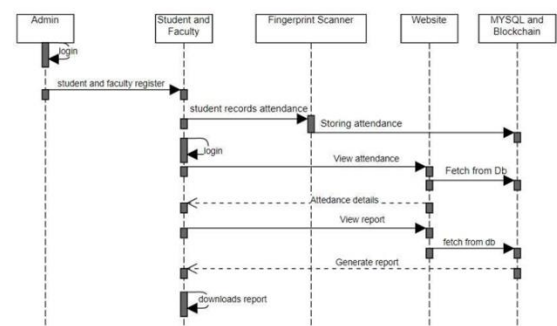 Admin
Student and
Faculty
Fingerprint Scanner
Website
MYSQL and
Blockchain
login
student and faculty register
student records attendance
Storing attendance
login
View attendance
Fetch from Db
Attedance details
View report
fetch from db
Generate report
downloads report